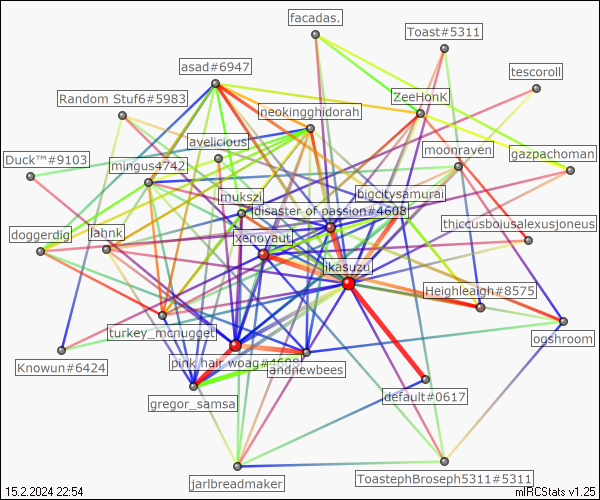 facadas.
Toast#5311
asad#6947
tescoroll
Random Stuf6#5983
ZeeHonK
neokingghidorah
avelicious
moonraven
Duck™#9103
mingus4742
gazpachoman
mukszi
bigcitysamurai
disaster of passion#4608
thiccusboiusalexusjoneus
doggerdig
lahnk
xenoyaut
ikasuzu
Heighleaigh#8575
turkey_mcnugget
ogshroom
Knowun#6424
pink hair woag#4698
andnewbees
default#0617
gregor_samsa
jarlbreadmaker
ToastephBroseph5311#5311
15.2.2024 22:54
mIRCStats v1.25